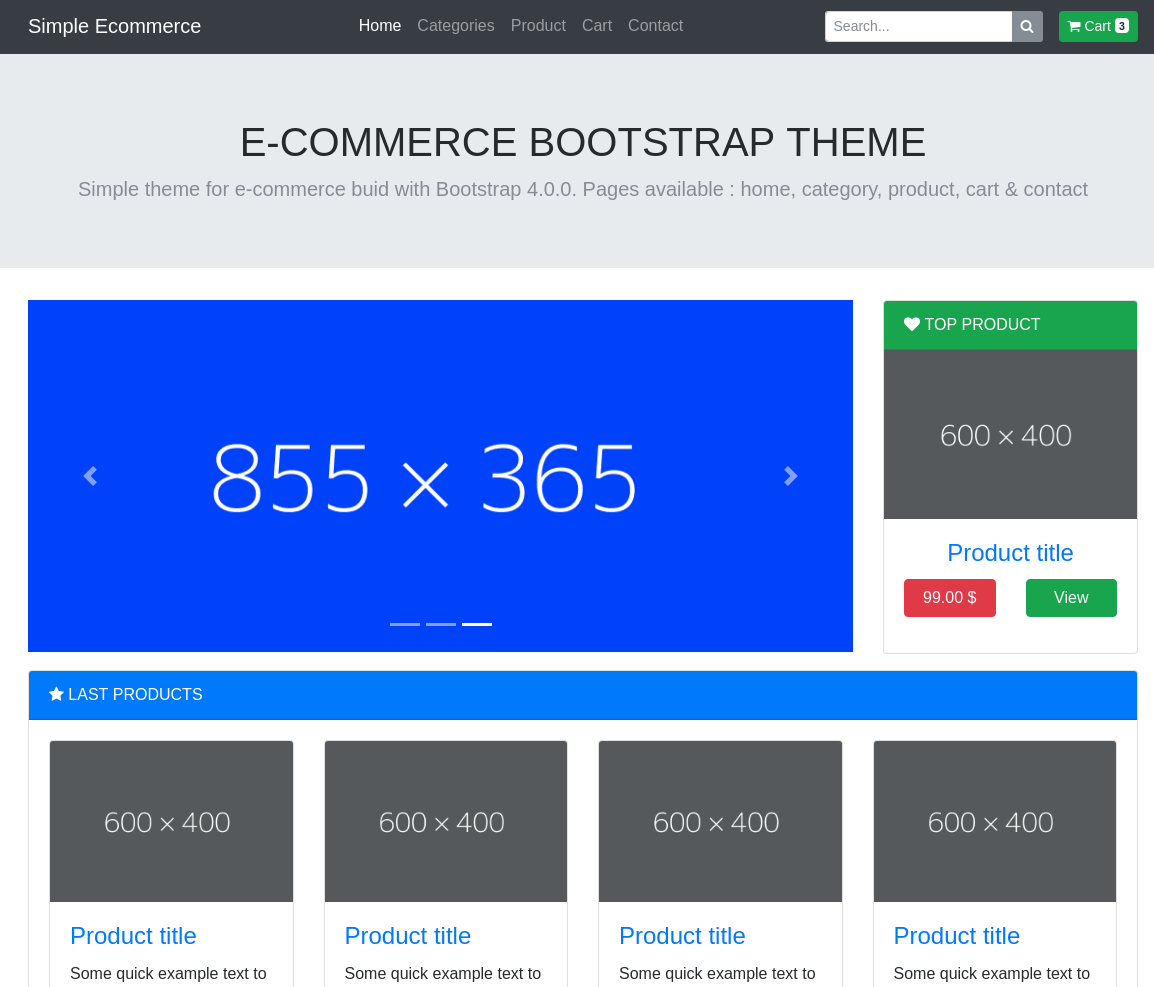 Simple Ecommerce
Home Categories Product Cart Contact
Search...
Cart 3
E-COMMERCE BOOTSTRAP THEME
Simple theme for e-commerce buid with Bootstrap 4.0.0. Pages available : home, category, product, cart & contact
855 × 365
TOP PRODUCT
600 × 400
Product title
99.00 $ View
LAST PRODUCTS
600 × 400 600 × 400 600 × 400 600 × 400
Product title Product title Product title Product title
Some quick example text to Some quick example text to Some quick example text to Some quick example text to